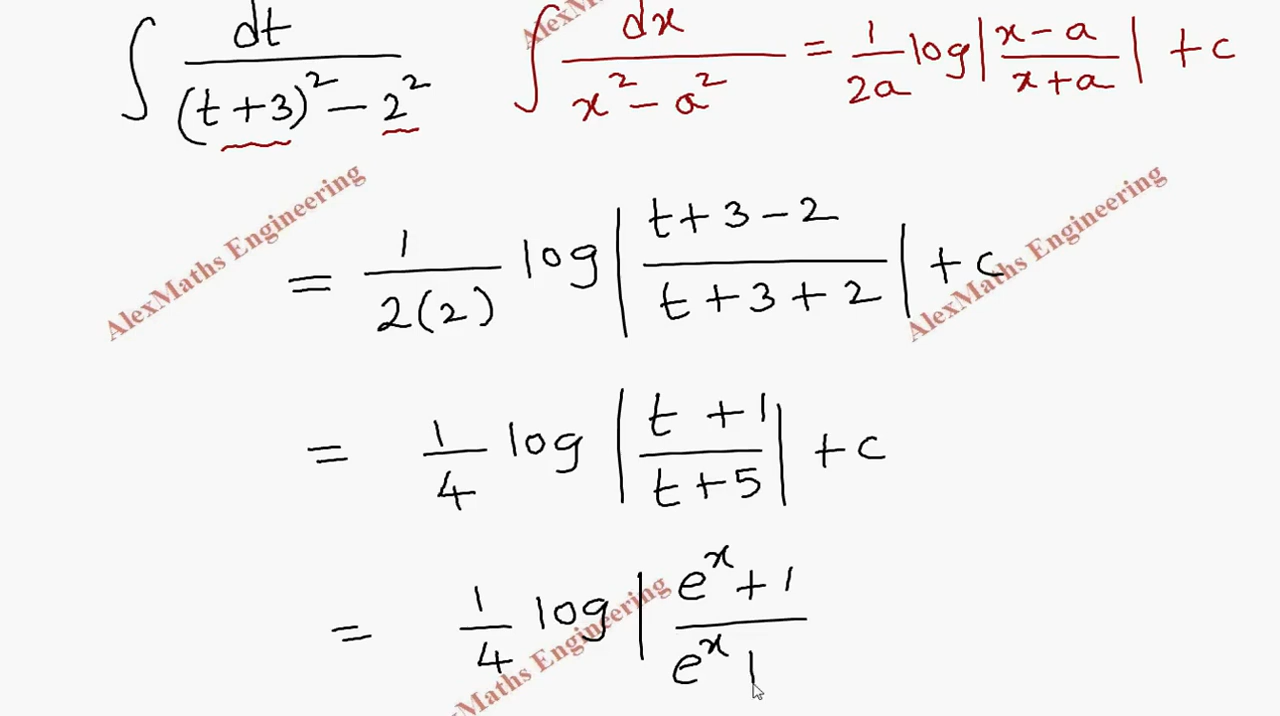 ∫ dt / ((t+3)² − 2²)   ∫ dx / (x² − a²) = 1/2a log|(x−a)/(x+a)| + c
= 1/2(2) log|(t+3−2)/(t+3+2)| + c
= 1/4 log|(t+1)/(t+5)| + c
= 1/4 log|(eˣ+1)/(eˣ
AlexMaths
AlexMaths Engineering
AlexMaths Engineering
AlexMaths Engineering